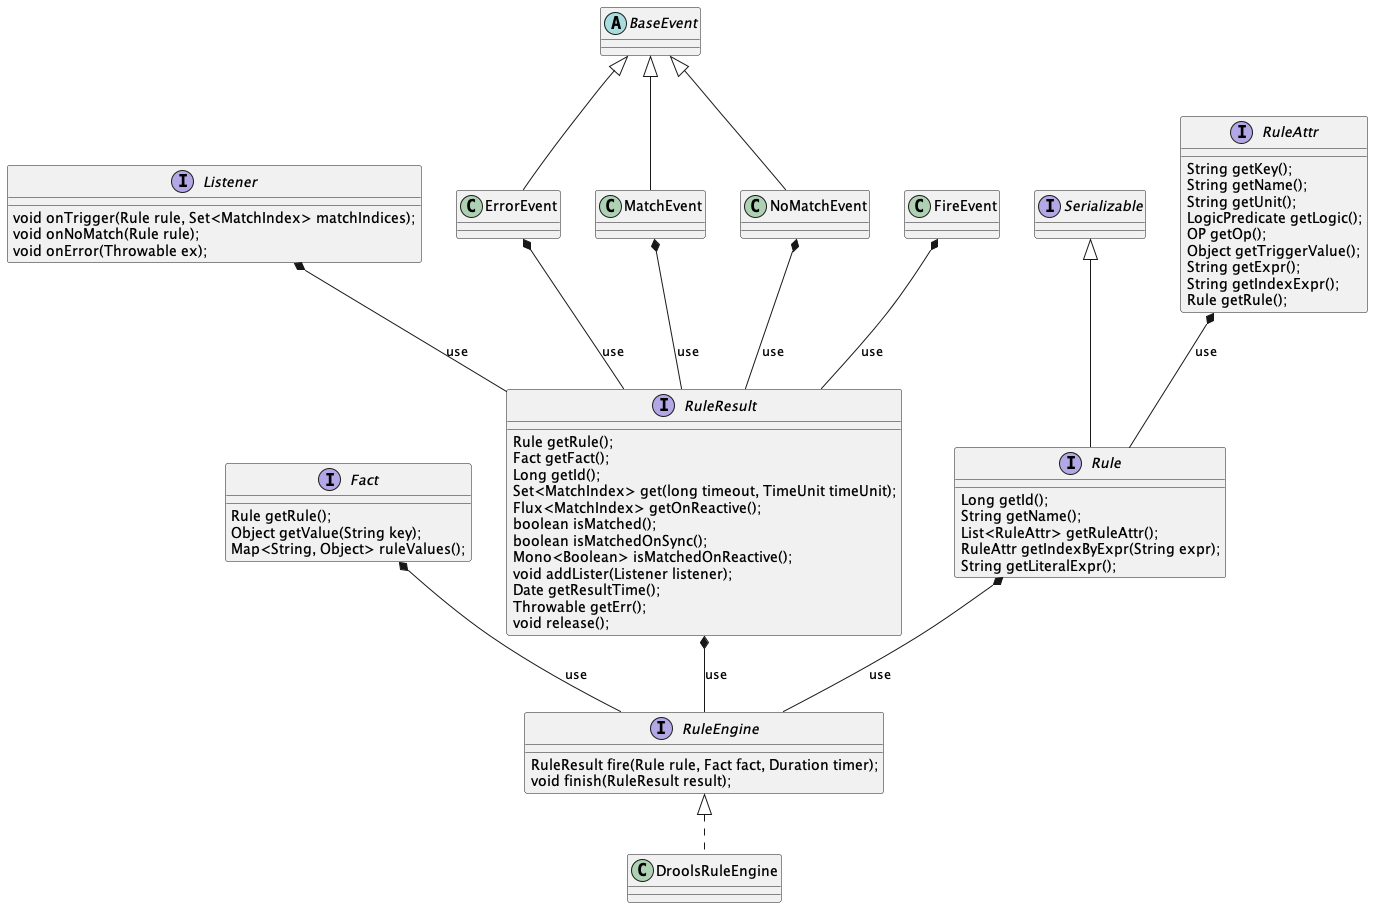 A BaseEvent
I RuleAttr
String getKey();
String getName();
String getUnit();
LogicPredicate getLogic();
OP getOp();
Object getTriggerValue();
String getExpr();
String getIndexExpr();
Rule getRule();
I Listener
void onTrigger(Rule rule, Set<MatchIndex> matchIndices);
void onNoMatch(Rule rule);
void onError(Throwable ex);
C ErrorEvent
C MatchEvent
C NoMatchEvent
C FireEvent
I Serializable
use
use
use
use
use
use
I RuleResult
Rule getRule();
Fact getFact();
Long getId();
Set<MatchIndex> get(long timeout, TimeUnit timeUnit);
Flux<MatchIndex> getOnReactive();
boolean isMatched();
boolean isMatchedOnSync();
Mono<Boolean> isMatchedOnReactive();
void addLister(Listener listener);
Date getResultTime();
Throwable getErr();
void release();
I Fact
Rule getRule();
Object getValue(String key);
Map<String, Object> ruleValues();
I Rule
Long getId();
String getName();
List<RuleAttr> getRuleAttr();
RuleAttr getIndexByExpr(String expr);
String getLiteralExpr();
use
use
use
I RuleEngine
RuleResult fire(Rule rule, Fact fact, Duration timer);
void finish(RuleResult result);
C DroolsRuleEngine